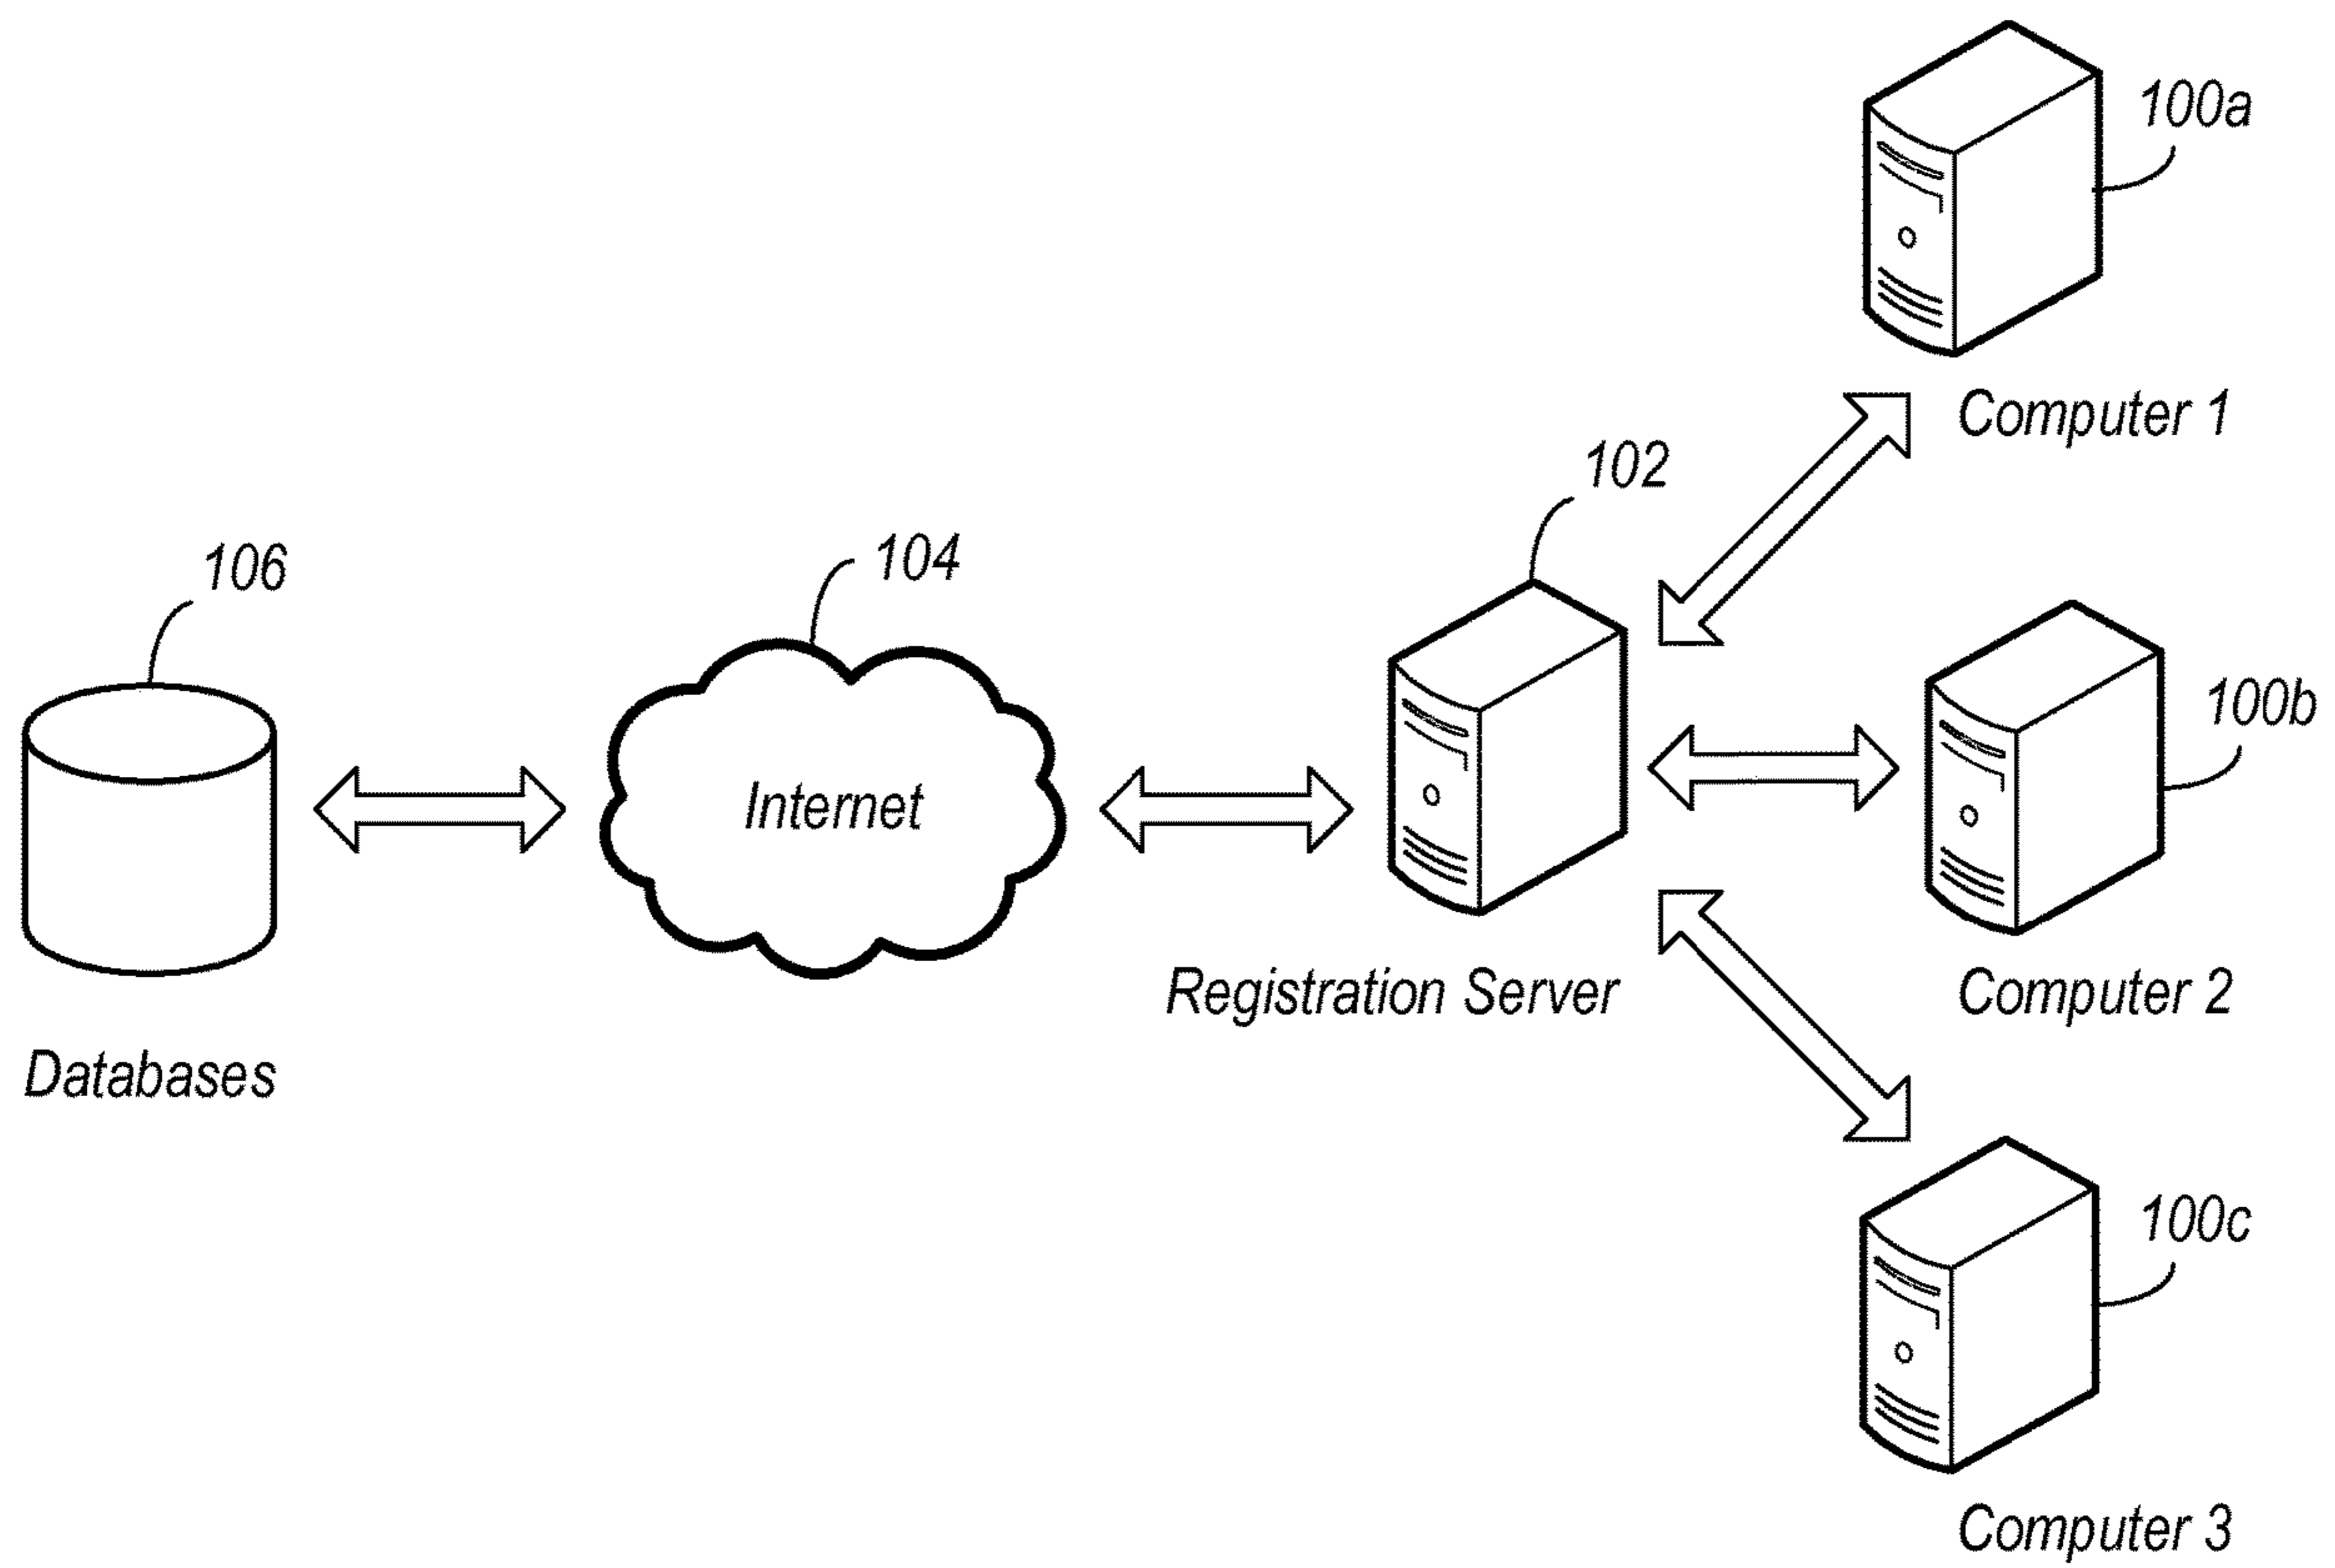 100a
Computer 1
102
104
106
100b
Internet
Registration Server
Computer 2
Databases
100c
Computer 3